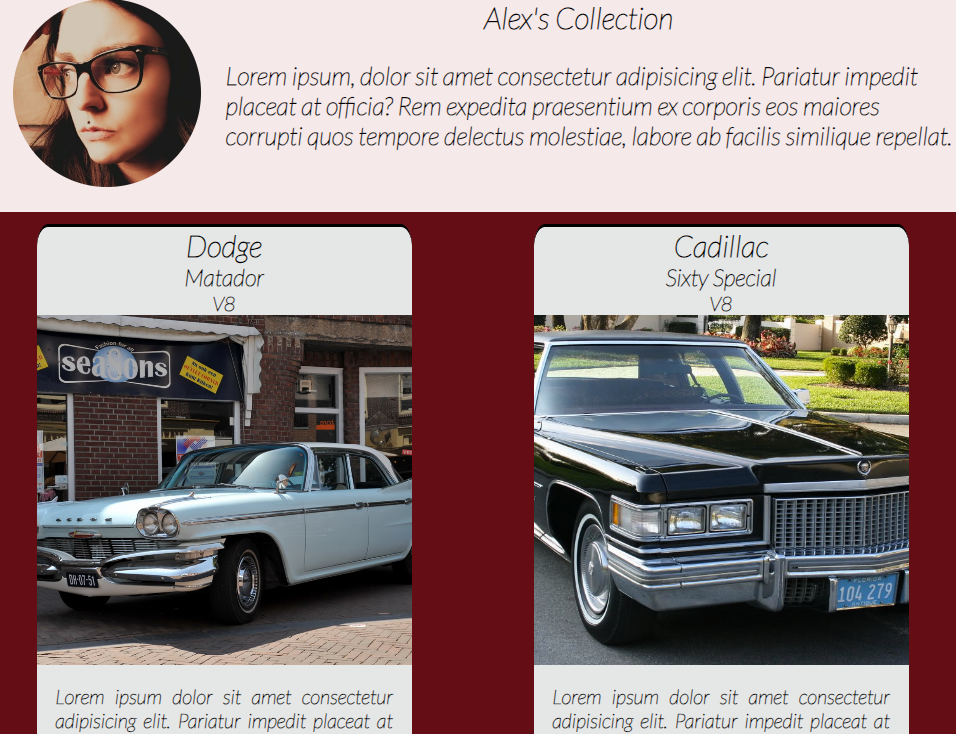 Alex's Collection
Lorem ipsum, dolor sit amet consectetur adipisicing elit. Pariatur impedit
placeat at officia? Rem expedita praesentium ex corporis eos maiores
corrupti quos tempore delectus molestiae, labore ab facilis similique repellat.
Dodge
Matador
V8
Fashion for all
seasons
DODGE
DH-07-51
Lorem ipsum dolor sit amet consectetur
adipisicing elit. Pariatur impedit placeat at
Cadillac
Sixty Special
V8
FLORIDA
104 279
Lorem ipsum dolor sit amet consectetur
adipisicing elit. Pariatur impedit placeat at